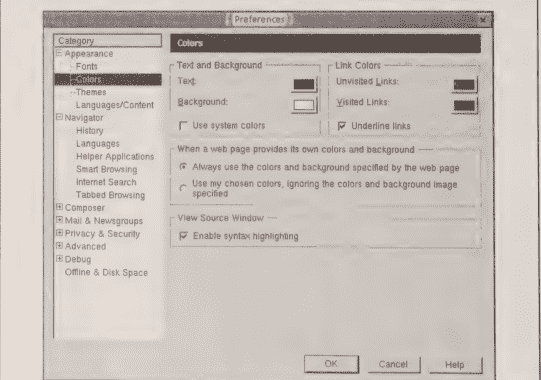 Preferences
Category
Appearance
Fonts
Colors
Themes
Languages/Content
Navigator
History
Languages
Helper Applications
Smart Browsing
Internet Search
Tabbed Browsing
Composer
Mail & Newsgroups
Privacy & Security
Advanced
Debug
Offline & Disk Space
Colors
Text and Background
Text:
Background:
Use system colors
Link Colors
Unvisited Links:
Visited Links:
Underline links
When a web page provides its own colors and background
Always use the colors and background specified by the web page
Use my chosen colors, ignoring the colors and background image
specified
View Source Window
Enable syntax highlighting
OK
Cancel
Help